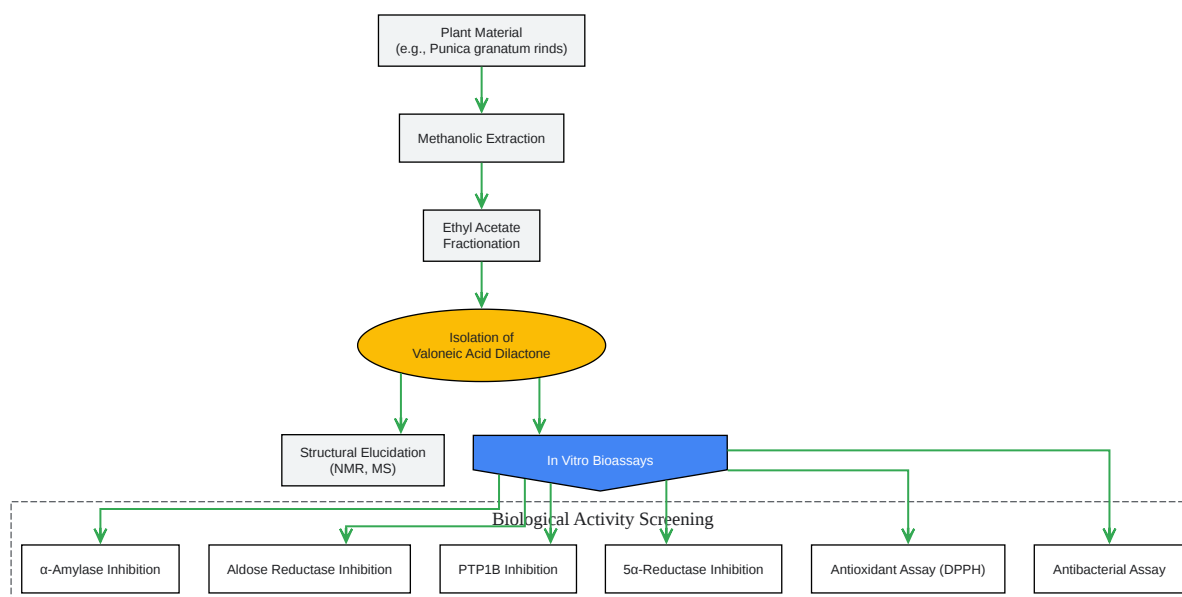 Plant Material
(e.g., Punica granatum rinds)
Methanolic Extraction
Ethyl Acetate
Fractionation
Isolation of
Valoneic Acid Dilactone
Structural Elucidation
(NMR, MS)
In Vitro Bioassays
Biological Activity Screening
α-Amylase Inhibition
Aldose Reductase Inhibition
PTP1B Inhibition
5α-Reductase Inhibition
Antioxidant Assay (DPPH)
Antibacterial Assay